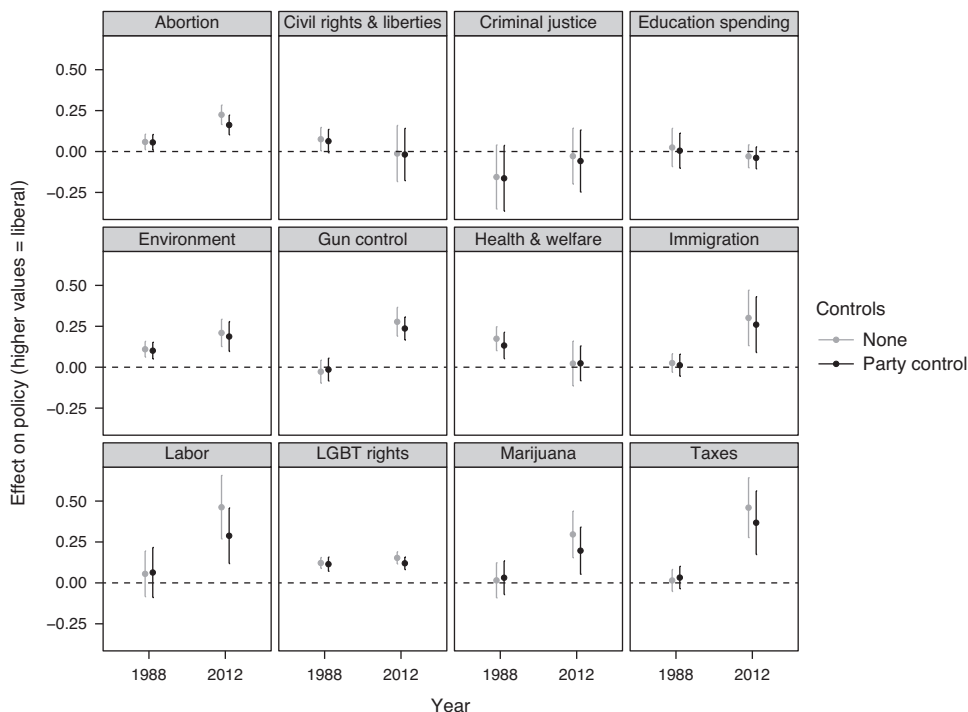 Abortion Civil rights & liberties Criminal justice Education spending
0.50
0.25
0.00
−0.25
Environment Gun control Health & welfare Immigration
0.50
0.25
0.00
−0.25
Labor LGBT rights Marijuana Taxes
0.50
0.25
0.00
−0.25
1988 2012 1988 2012 1988 2012 1988 2012
Year
Effect on policy (higher values = liberal)
Controls
None
Party control